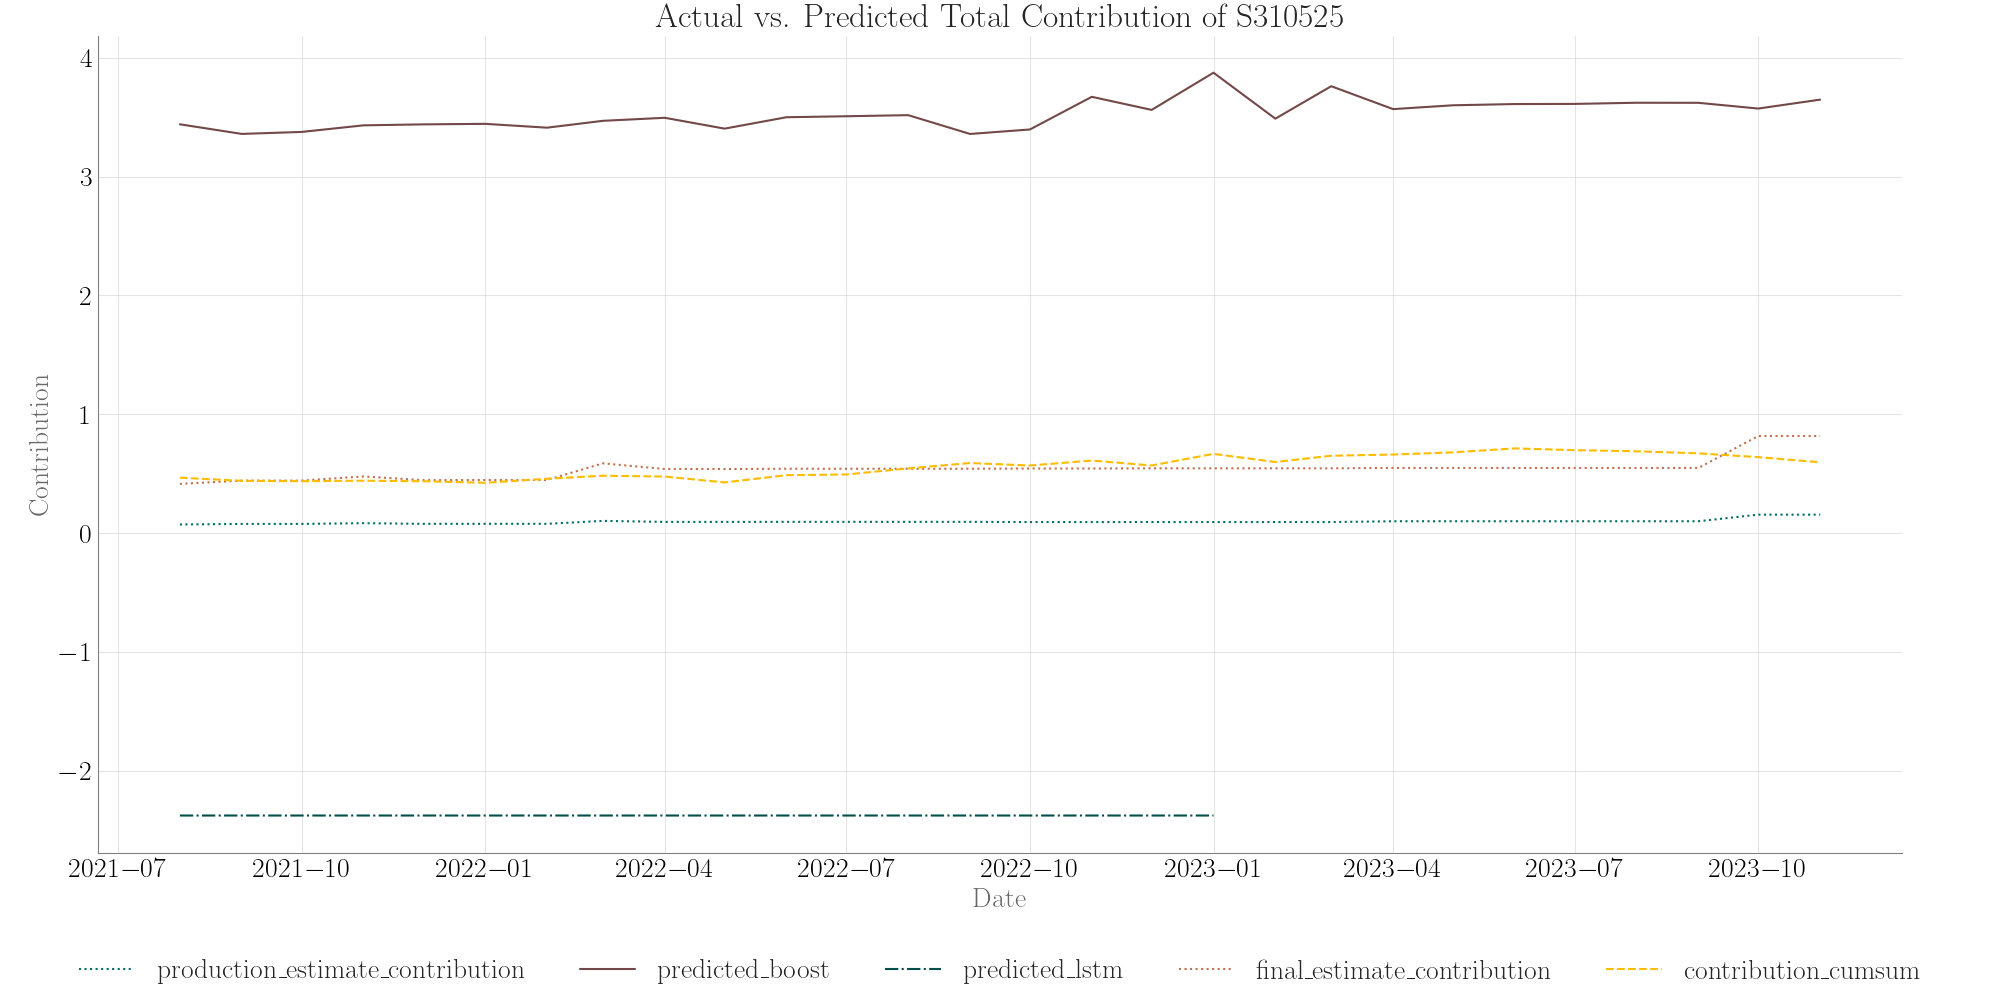 Actual vs. Predicted Total Contribution of S310525
4
3
2
1
0
−1
−2
Contribution
2021−07 2021−10 2022−01 2022−04 2022−07 2022−10 2023−01 2023−04 2023−07 2023−10
Date
production_estimate_contribution predicted_boost predicted_lstm final_estimate_contribution contribution_cumsum